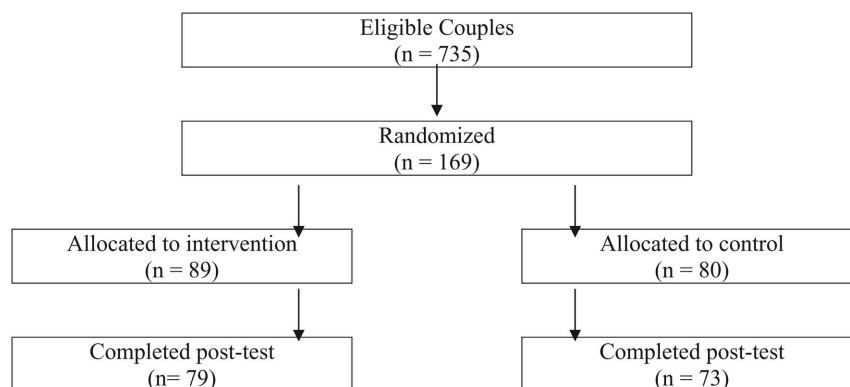 Eligible Couples
(n = 735)
Randomized
(n = 169)
Allocated to intervention
(n = 89)
Allocated to control
(n = 80)
Completed post-test
(n= 79)
Completed post-test
(n = 73)